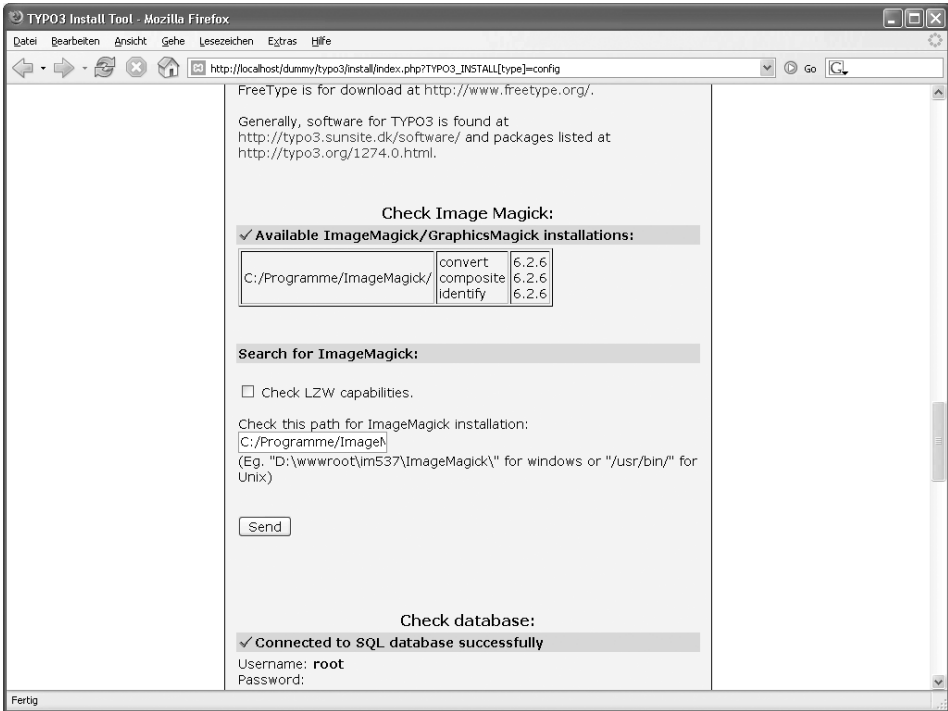 TYPO3 Install Tool - Mozilla Firefox
Datei Bearbeiten Ansicht Gehe Lesezeichen Extras Hilfe
http://localhost/dummy/typo3/install/index.php?TYPO3_INSTALL[type]=config Go G
FreeType is for download at http://www.freetype.org/.
Generally, software for TYPO3 is found at
http://typo3.sunsite.dk/software/ and packages listed at
http://typo3.org/1274.0.html.
Check Image Magick:
Available ImageMagick/GraphicsMagick installations:
C:/Programme/ImageMagick/ convert 6.2.6
composite 6.2.6
identify 6.2.6
Search for ImageMagick:
Check LZW capabilities.
Check this path for ImageMagick installation:
C:/Programme/ImageM
(Eg. "D:\wwwroot\im537\ImageMagick\" for windows or "/usr/bin/" for
Unix)
Send
Check database:
Connected to SQL database successfully
Username: root
Password:
Fertig